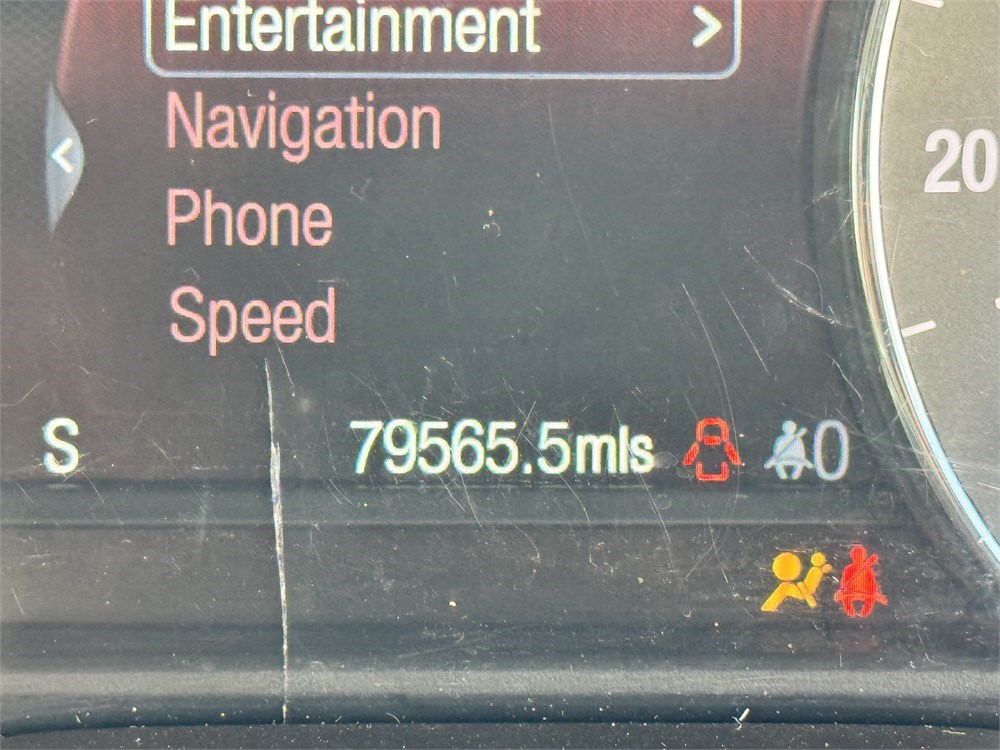 Entertainment >
Navigation
Phone
Speed
20
S 79565.5mls 0